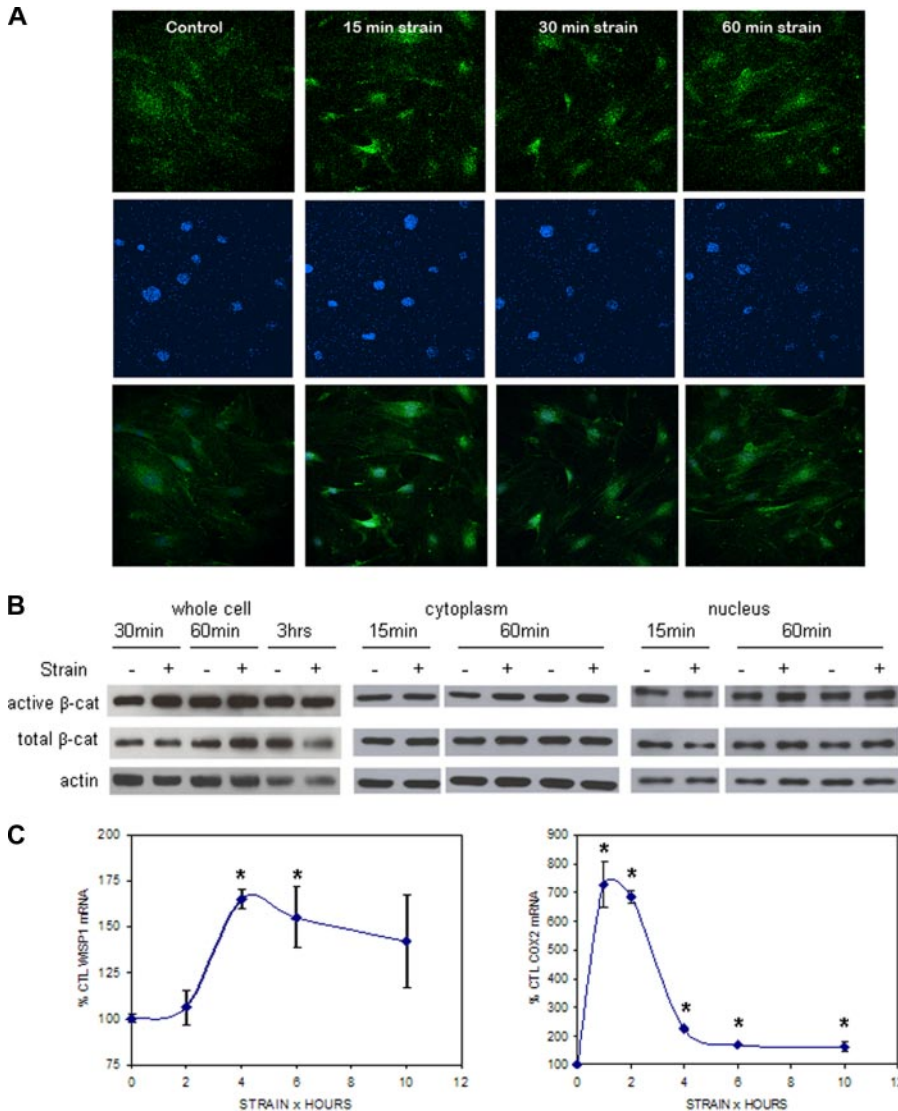 A
Control 15 min strain 30 min strain 60 min strain
B
whole cell cytoplasm nucleus
30min 60min 3hrs 15min 60min 15min 60min
Strain - + - + - + - + - + - + - + - + - +
active β-cat
total β-cat
actin
C
% CTL WISP1 mRNA
200
175
150
125
100
75
* *
0 2 4 6 8 10 12
STRAIN x HOURS
% CTL COX2 mRNA
900
800
700
600
500
400
300
200
100
* * * * *
0 2 4 6 8 10 12
STRAIN x HOURS